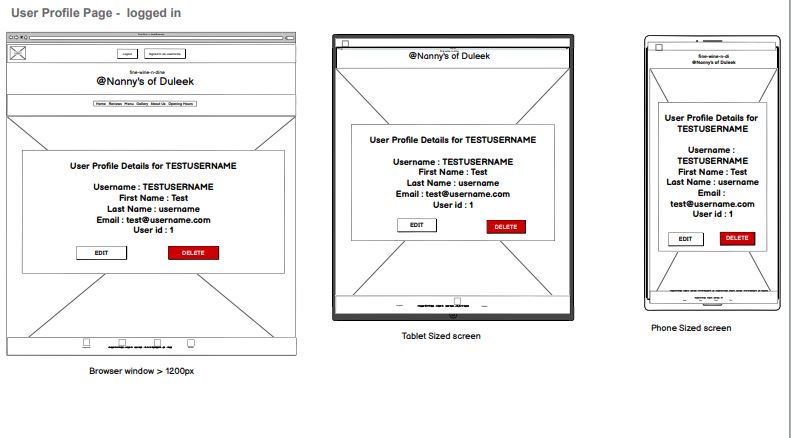 User Profile Page - logged in
Logout
Signed in as username
fine-wine-n-dine
@Nanny's of Duleek
Home Reviews Menu Gallery About Us Opening Hours
User Profile Details for TESTUSERNAME
Username : TESTUSERNAME
First Name : Test
Last Name : username
Email : test@username.com
User id : 1
EDIT
DELETE
Browser window > 1200px
@Nanny's of Duleek
User Profile Details for TESTUSERNAME
Username : TESTUSERNAME
First Name : Test
Last Name : username
Email : test@username.com
User id : 1
EDIT
DELETE
Tablet Sized screen
fine-wine-n-di
@Nanny's of Duleek
User Profile Details for
TESTUSERNAME
Username :
TESTUSERNAME
First Name : Test
Last Name : username
Email :
test@username.com
User id : 1
EDIT
DELETE
Phone Sized screen